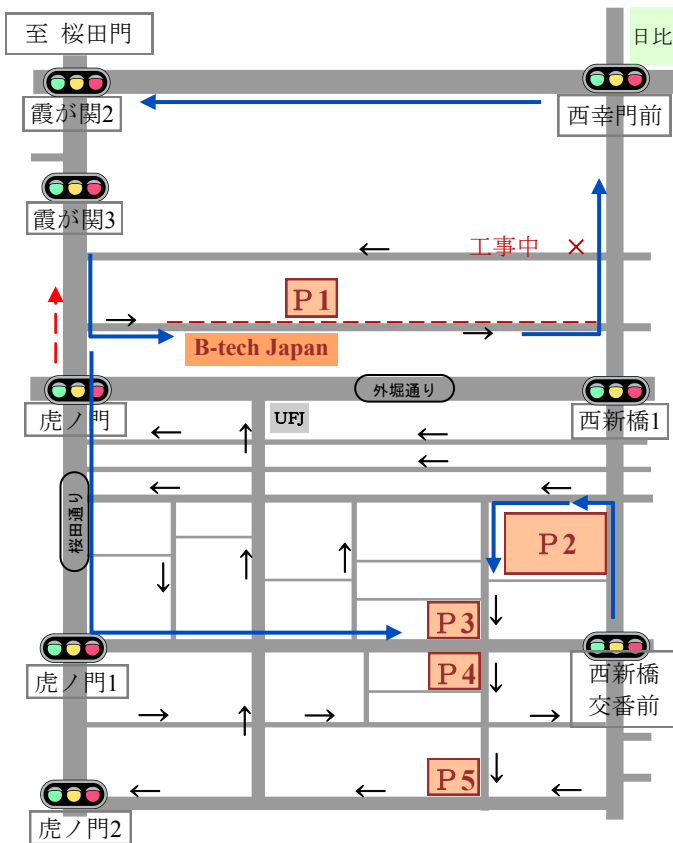 至 桜田門
日比
霞が関2
西幸門前
霞が関3
工事中 ×
P1
B-tech Japan
外堀通り
虎ノ門
UFJ
西新橋1
桜田通り
P2
P3
虎ノ門1
P4
西新橋
交番前
P5
虎ノ門2